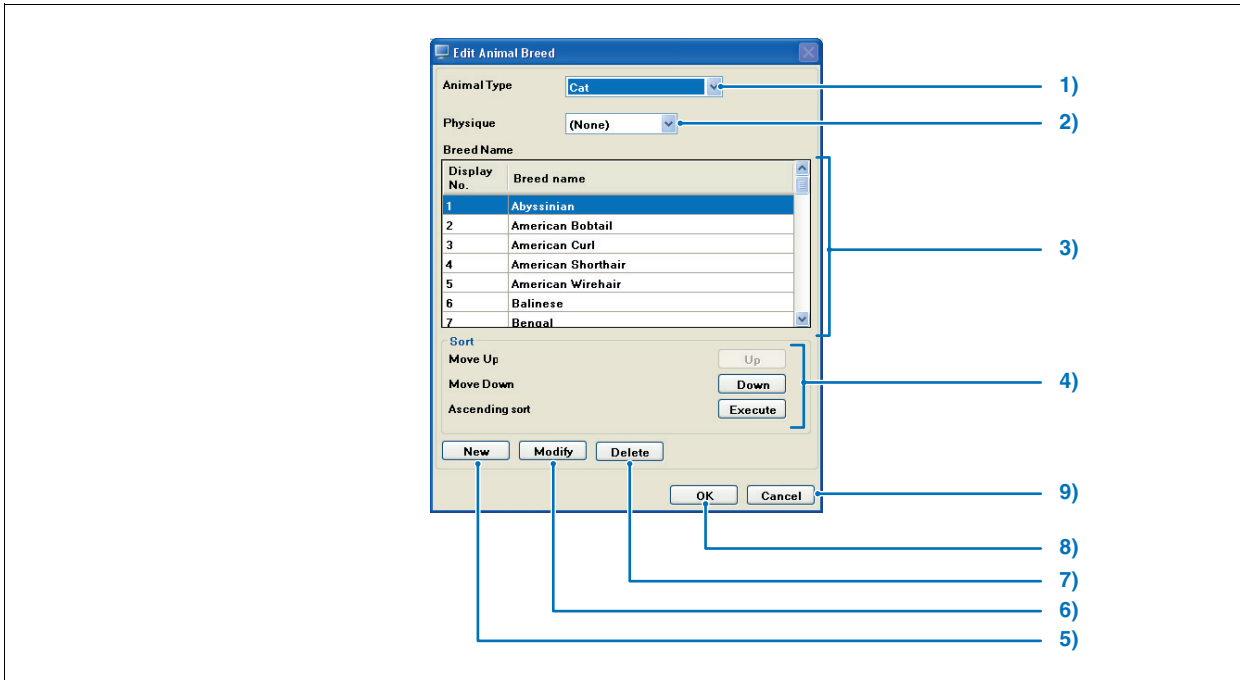 Edit Animal Breed
Animal Type Cat 1)
Physique (None) 2)
Breed Name
Display No. Breed name
1 Abyssinian
2 American Bobtail
3 American Curl 3)
4 American Shorthair
5 American Wirehair
6 Balinese
7 Bengal
Sort
Move Up Up
Move Down Down 4)
Ascending sort Execute
New Modify Delete
OK Cancel 9)
8)
7)
6)
5)